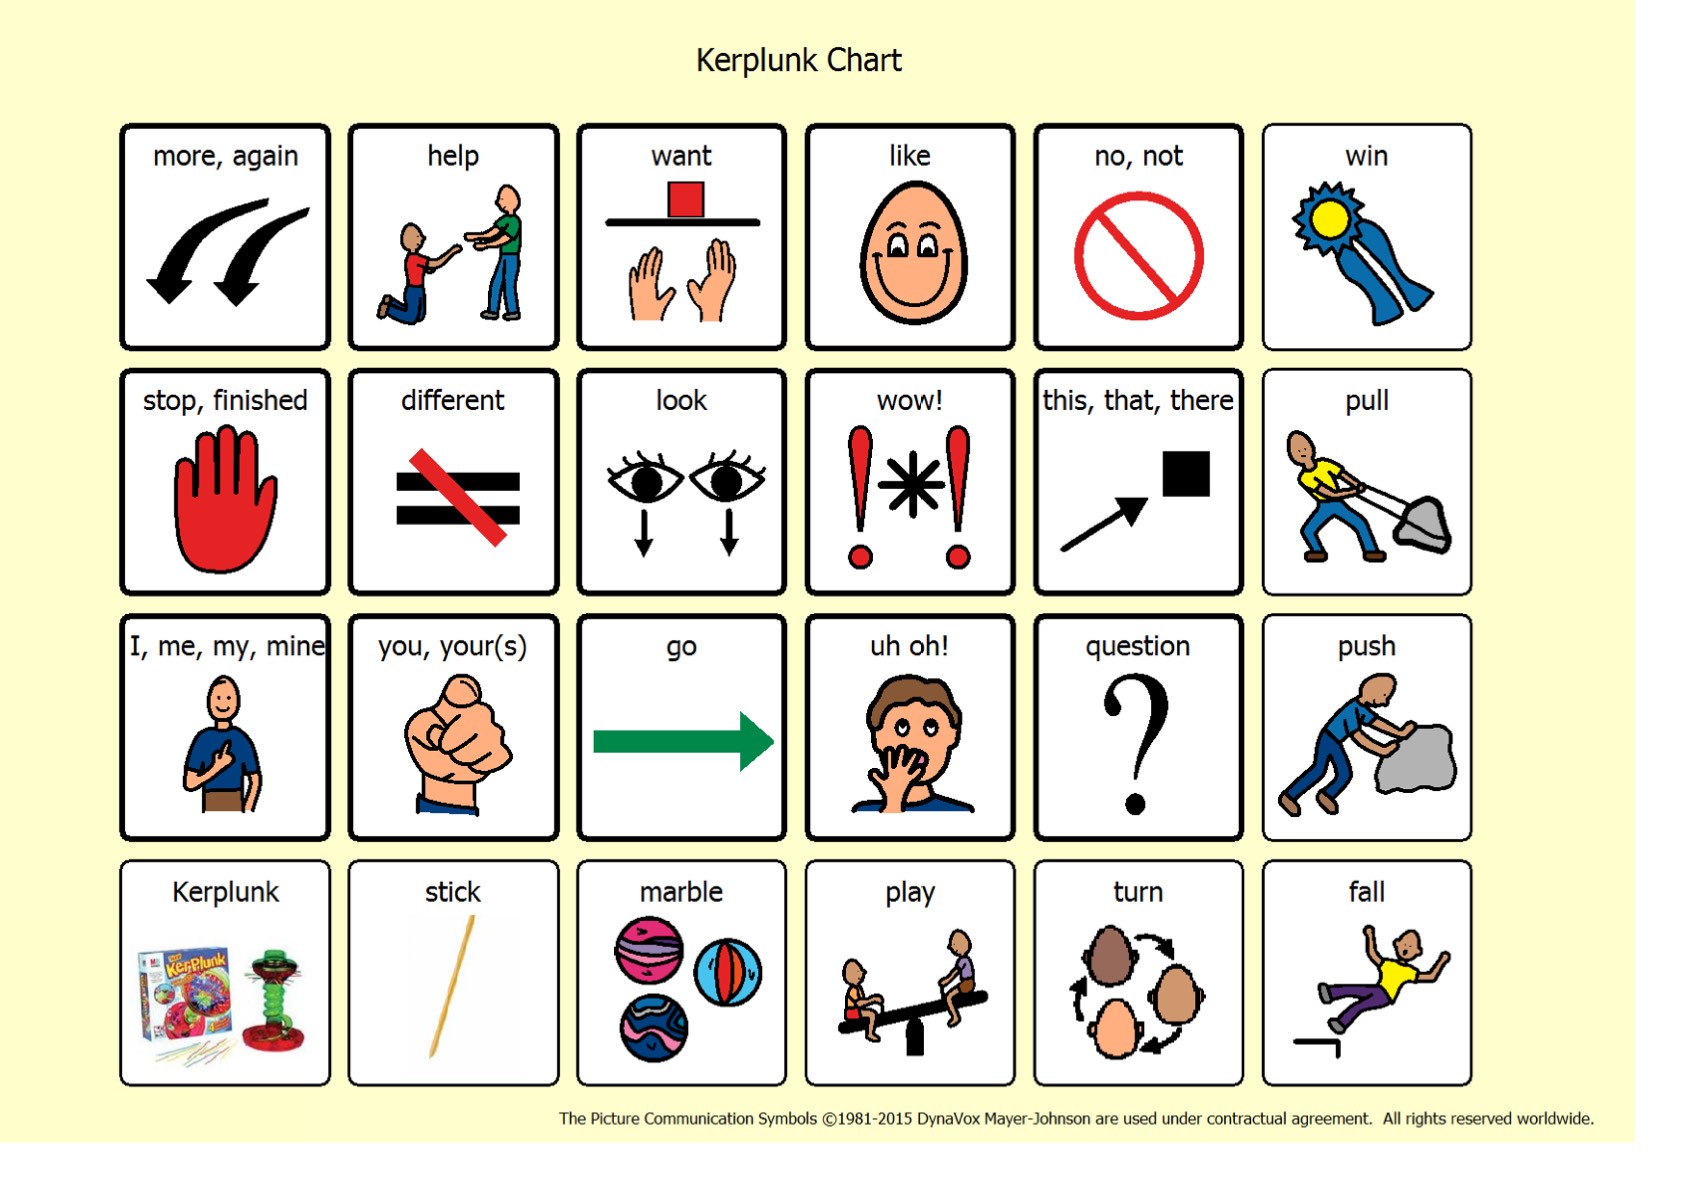 Kerplunk Chart
more, again
help
want
like
no, not
win
stop, finished
different
look
wow!
this, that, there
pull
I, me, my, mine
you, your(s)
go
uh oh!
question
push
Kerplunk
stick
marble
play
turn
fall
KerPlunk
The Picture Communication Symbols ©1981-2015 DynaVox Mayer-Johnson are used under contractual agreement.  All rights reserved worldwide.